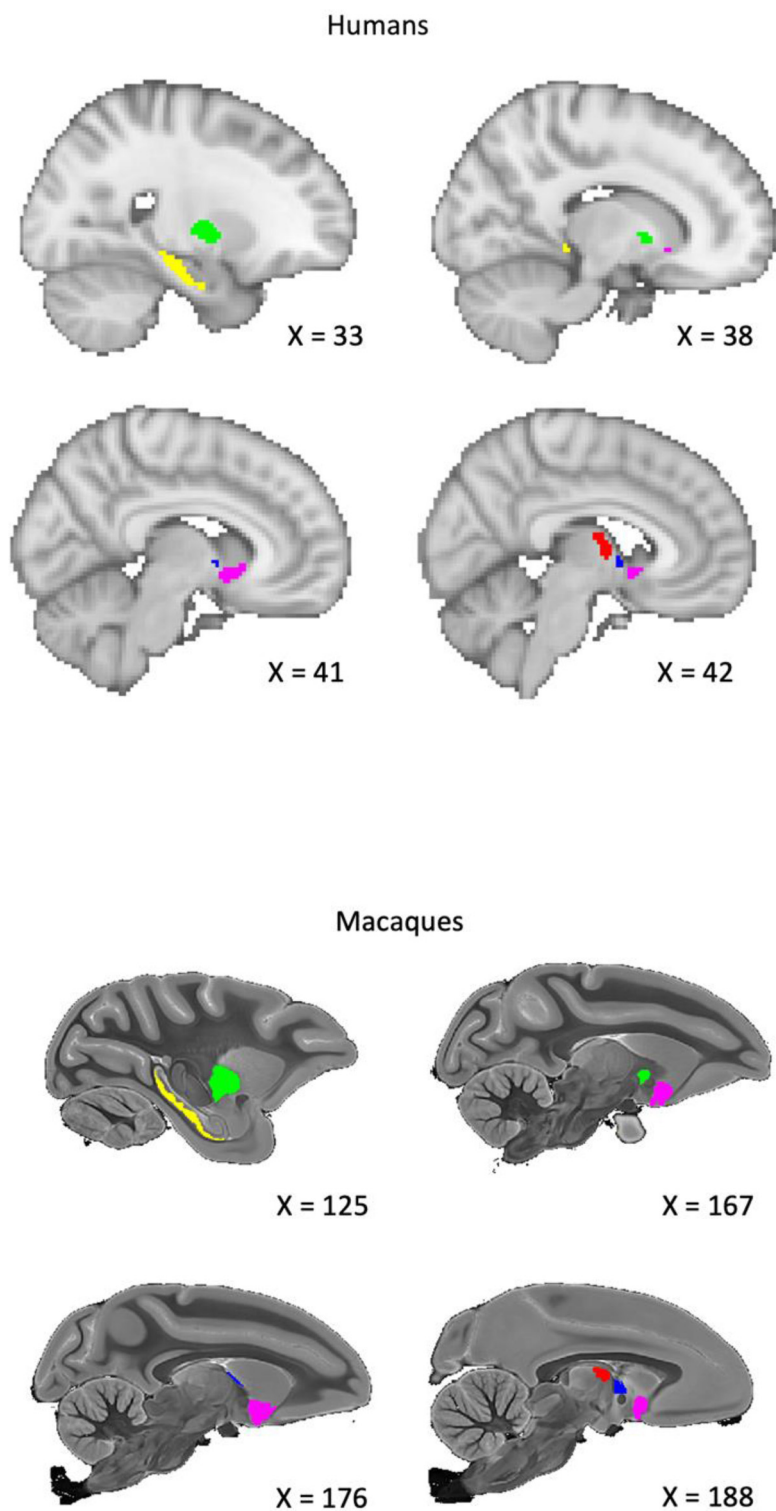 Humans
X = 33
X = 38
X = 41
X = 42
Macaques
X = 125
X = 167
X = 176
X = 188